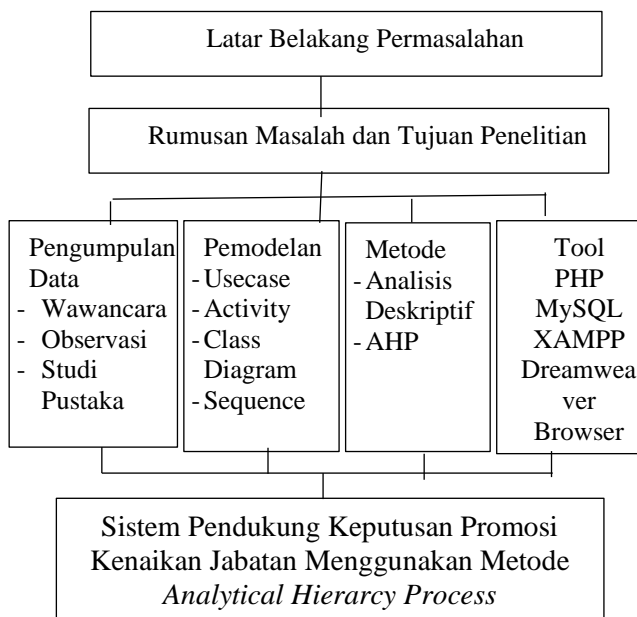 Latar Belakang Permasalahan
Rumusan Masalah dan Tujuan Penelitian
Pengumpulan
Data
- Wawancara
- Observasi
- Studi
Pustaka
Pemodelan
- Usecase
- Activity
- Class
Diagram
- Sequence
Metode
- Analisis
Deskriptif
- AHP
Tool
PHP
MySQL
XAMPP
Dreamwea
ver
Browser
Sistem Pendukung Keputusan Promosi
Kenaikan Jabatan Menggunakan Metode
Analytical Hierarcy Process